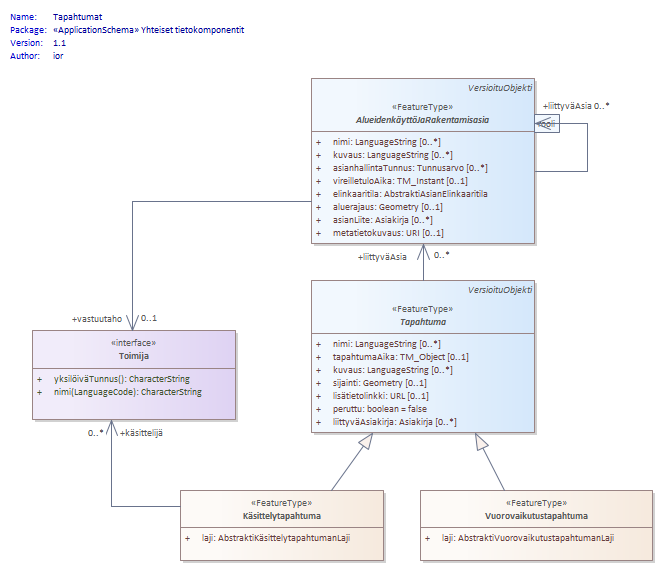 Name: Tapahtumat
Package: «ApplicationSchema» Yhteiset tietokomponentit
Version: 1.1
Author: ior
VersioituObjekti
«FeatureType»
AlueidenkäyttöJaRakentamisasia
+ nimi: LanguageString [0..*]
+ kuvaus: LanguageString [0..*]
+ asianhallintaTunnus: Tunnusarvo [0..*]
+ vireilletuloAika: TM_Instant [0..1]
+ elinkaaritila: AbstraktiAsianElinkaaritila
+ aluerajaus: Geometry [0..1]
+ asianLiite: Asiakirja [0..*]
+ metatietokuvaus: URI [0..1]
+liittyväAsia 0..*
rooli
+liittyväAsia
0..*
VersioituObjekti
«FeatureType»
Tapahtuma
+ nimi: LanguageString [0..*]
+ tapahtumaAika: TM_Object [0..1]
+ kuvaus: LanguageString [0..*]
+ sijainti: Geometry [0..1]
+ lisätietolinkki: URL [0..1]
+ peruttu: boolean = false
+ liittyväAsiakirja: Asiakirja [0..*]
+vastuutaho
0..1
«interface»
Toimija
+ yksilöiväTunnus(): CharacterString
+ nimi(LanguageCode): CharacterString
0..*
+käsittelijä
«FeatureType»
Käsittelytapahtuma
+ laji: AbstraktiKäsittelytapahtumanLaji
«FeatureType»
Vuorovaikutustapahtuma
+ laji: AbstraktiVuorovaikutustapahtumanLaji